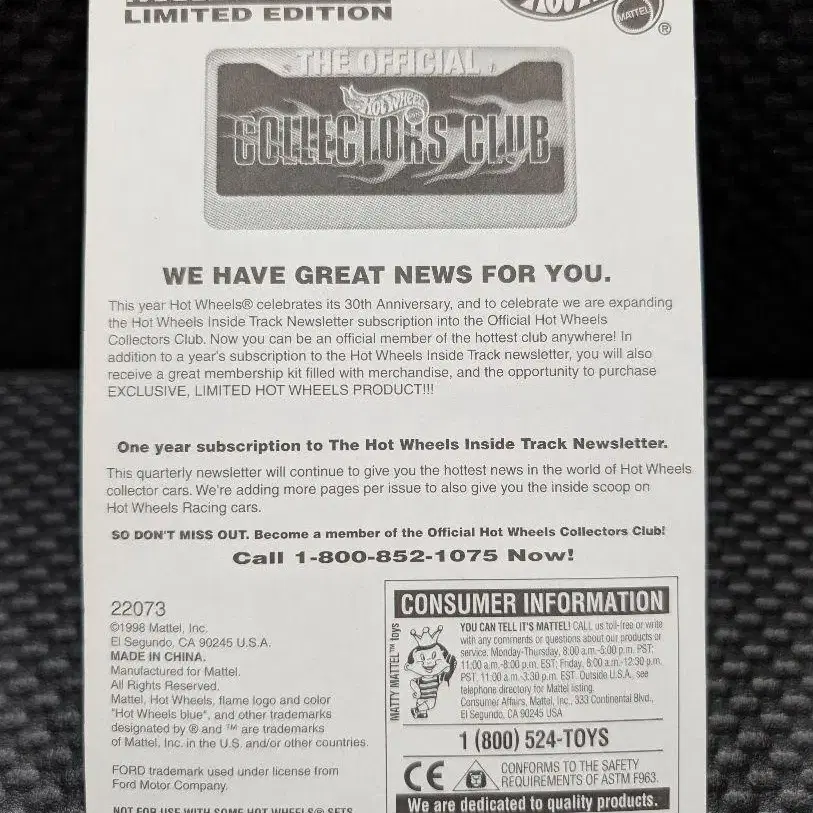 LIMITED EDITION
MATTEL
®
THE OFFICIAL
HOT WHEELS
COLLECTORS CLUB
WE HAVE GREAT NEWS FOR YOU.
This year Hot Wheels® celebrates its 30th Anniversary, and to celebrate we are expanding
the Hot Wheels Inside Track Newsletter subscription into the Official Hot Wheels
Collectors Club. Now you can be an official member of the hottest club anywhere! In
addition to a year's subscription to the Hot Wheels Inside Track newsletter, you will also
receive a great membership kit filled with merchandise, and the opportunity to purchase
EXCLUSIVE, LIMITED HOT WHEELS PRODUCT!!!
One year subscription to The Hot Wheels Inside Track Newsletter.
This quarterly newsletter will continue to give you the hottest news in the world of Hot Wheels
collector cars. We're adding more pages per issue to also give you the inside scoop on
Hot Wheels Racing cars.
SO DON'T MISS OUT. Become a member of the Official Hot Wheels Collectors Club!
Call 1-800-852-1075 Now!
22073
©1998 Mattel, Inc.
El Segundo, CA 90245 U.S.A.
MADE IN CHINA.
Manufactured for Mattel.
All Rights Reserved.
Mattel, Hot Wheels, flame logo and color
"Hot Wheels blue", and other trademarks
designated by ® and ™ are trademarks
of Mattel, Inc. in the U.S. and/or other countries.
FORD trademark used under license from
Ford Motor Company.
NOT FOR USE WITH SOME HOT WHEELS® SETS
CONSUMER INFORMATION
MATTY MATTEL™ toys
YOU CAN TELL IT'S MATTEL! CALL us toll-free or write
with any comments or questions about our products or
service. Monday-Thursday, 8:00 a.m.-5:00 p.m. PST;
11:00 a.m.-8:00 p.m. EST; Friday, 8:00 a.m.-12:30 p.m.
PST, 11:00 a.m.-3:30 p.m. EST. Outside U.S.A., see
telephone directory for Mattel listing.
Consumer Affairs, Mattel, Inc., 333 Continental Blvd.,
El Segundo, CA 90245 USA
1 (800) 524-TOYS
CE
CONFORMS TO THE SAFETY
REQUIREMENTS OF ASTM F963.
We are dedicated to quality products.